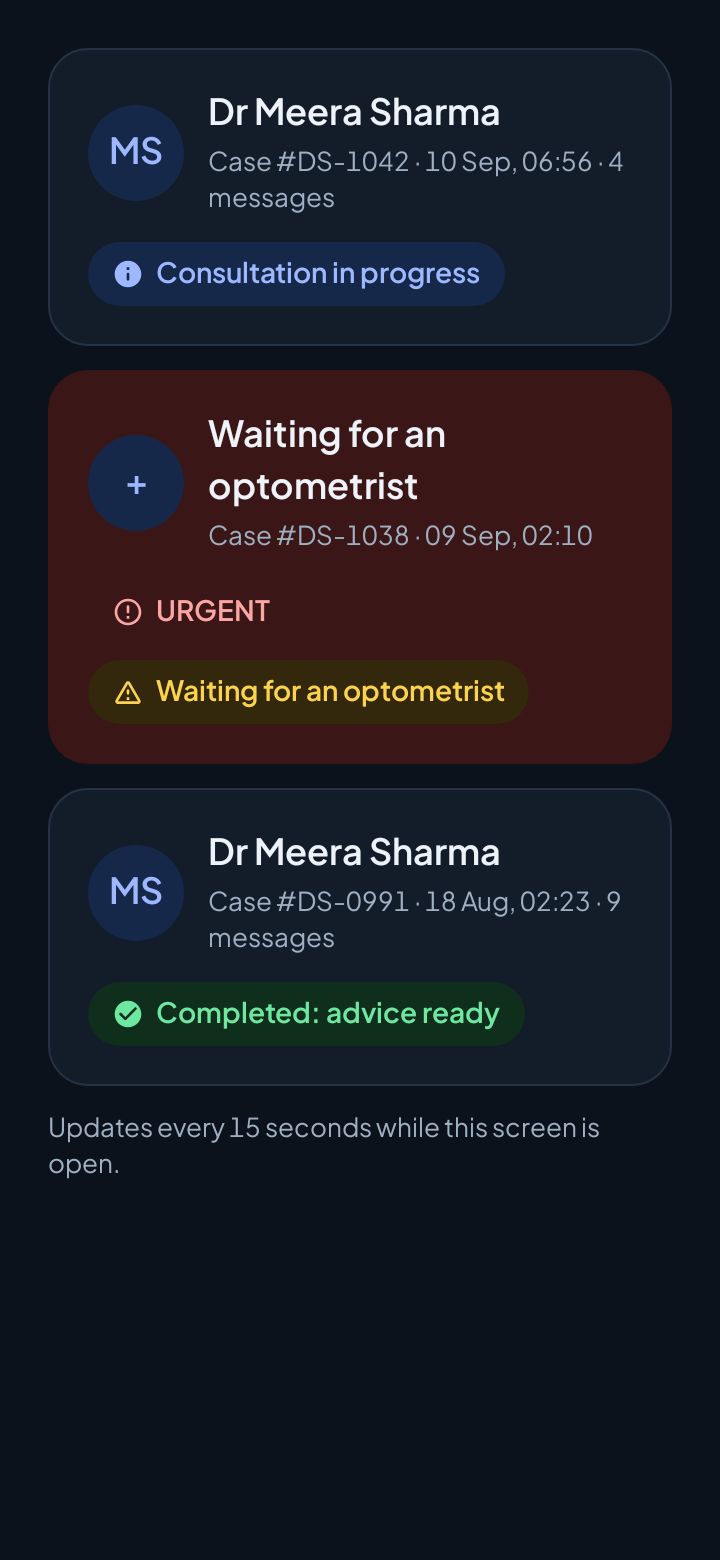 MS
Dr Meera Sharma
Case #DS-1042 · 10 Sep, 06:56 · 4
messages
Consultation in progress
+
Waiting for an
optometrist
Case #DS-1038 · 09 Sep, 02:10
URGENT
Waiting for an optometrist
MS
Dr Meera Sharma
Case #DS-0991 · 18 Aug, 02:23 · 9
messages
Completed: advice ready
Updates every 15 seconds while this screen is
open.